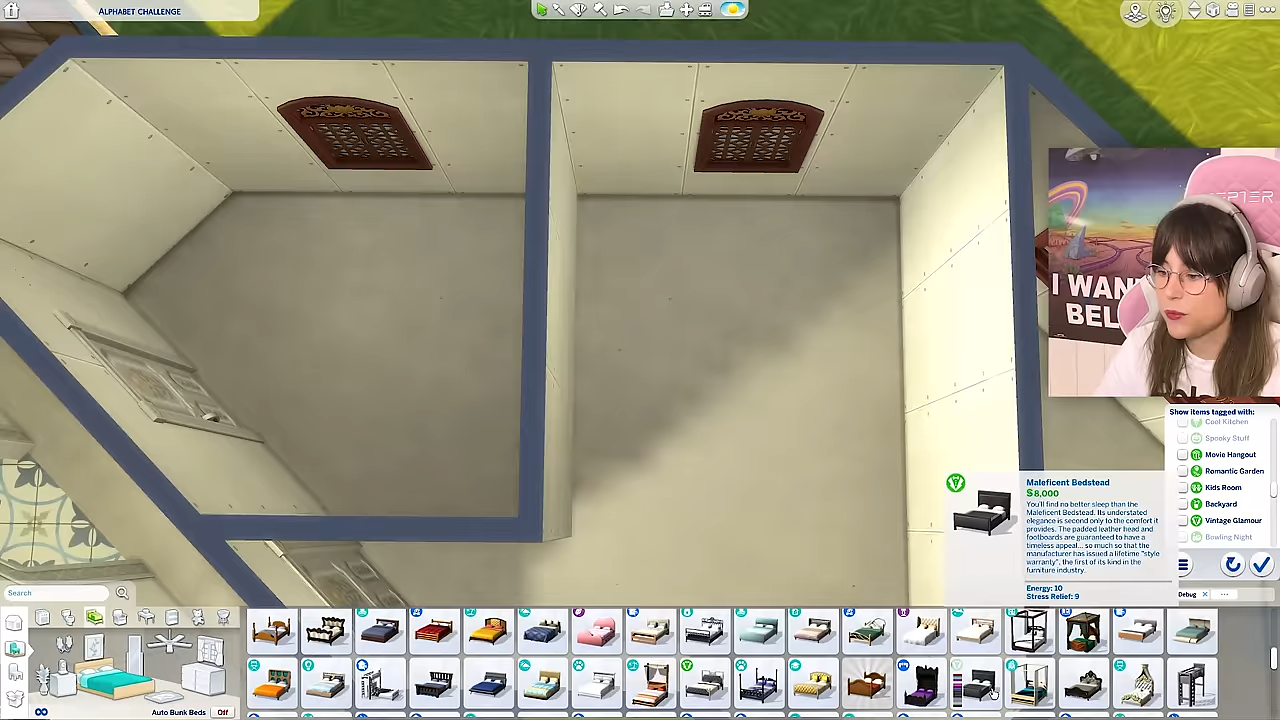 ALPHABET CHALLENGE
I WAN
BEL
Show items tagged with:
Cool Kitchen
Spooky Stuff
Movie Hangout
Romantic Garden
Kids Room
Backyard
Vintage Glamour
Bowling Night
Maleficent Bedstead
§8,000
You'll find no better sleep than the
Maleficent Bedstead. Its understated
elegance is second only to the comfort it
provides. The padded leather head and
footboards are guaranteed to have a
timeless appeal... so much so that the
manufacturer has issued a lifetime "style
warranty", the first of its kind in the
furniture industry.
Energy: 10
Stress Relief: 9
Debug
Search
Auto Bunk Beds
Off